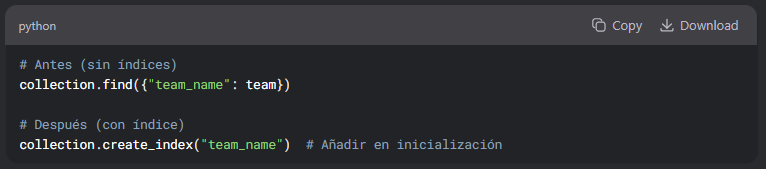 python
Copy
Download
# Antes (sin índices)
collection.find({"team_name": team})
# Después (con índice)
collection.create_index("team_name")  # Añadir en inicialización